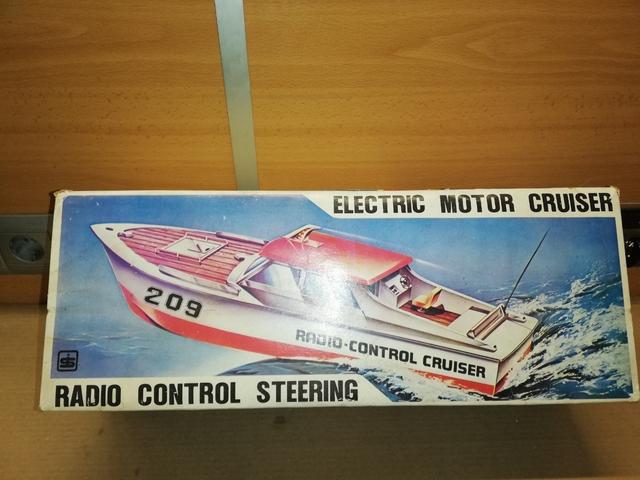 ELECTRIC MOTOR CRUISER
209
RADIO-CONTROL CRUISER
RADIO CONTROL STEERING